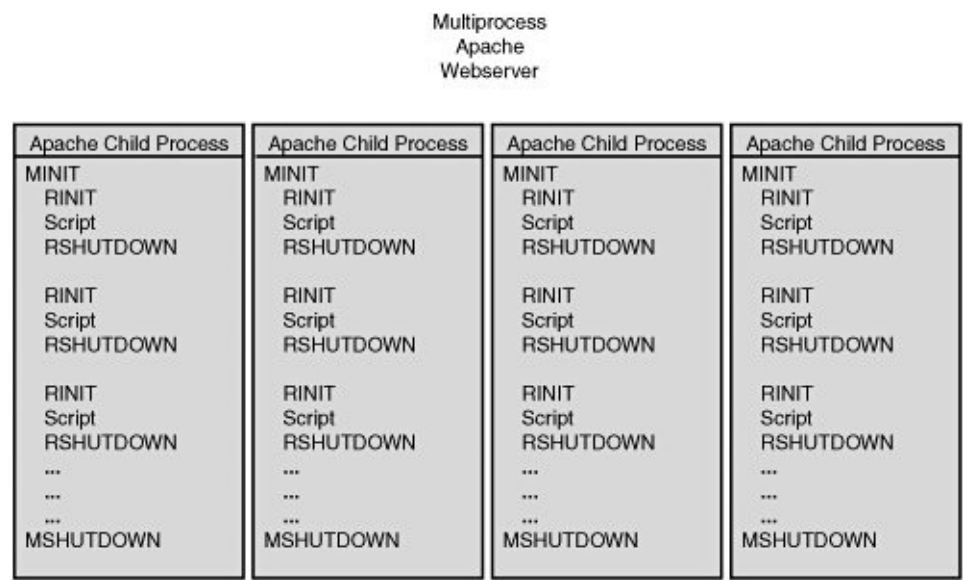 Multiprocess
Apache
Webserver
Apache Child Process
MINIT
RINIT
Script
RSHUTDOWN
RINIT
Script
RSHUTDOWN
RINIT
Script
RSHUTDOWN
...
...
...
MSHUTDOWN
Apache Child Process
MINIT
RINIT
Script
RSHUTDOWN
RINIT
Script
RSHUTDOWN
RINIT
Script
RSHUTDOWN
...
...
...
MSHUTDOWN
Apache Child Process
MINIT
RINIT
Script
RSHUTDOWN
RINIT
Script
RSHUTDOWN
RINIT
Script
RSHUTDOWN
...
...
...
MSHUTDOWN
Apache Child Process
MINIT
RINIT
Script
RSHUTDOWN
RINIT
Script
RSHUTDOWN
RINIT
Script
RSHUTDOWN
...
...
...
MSHUTDOWN